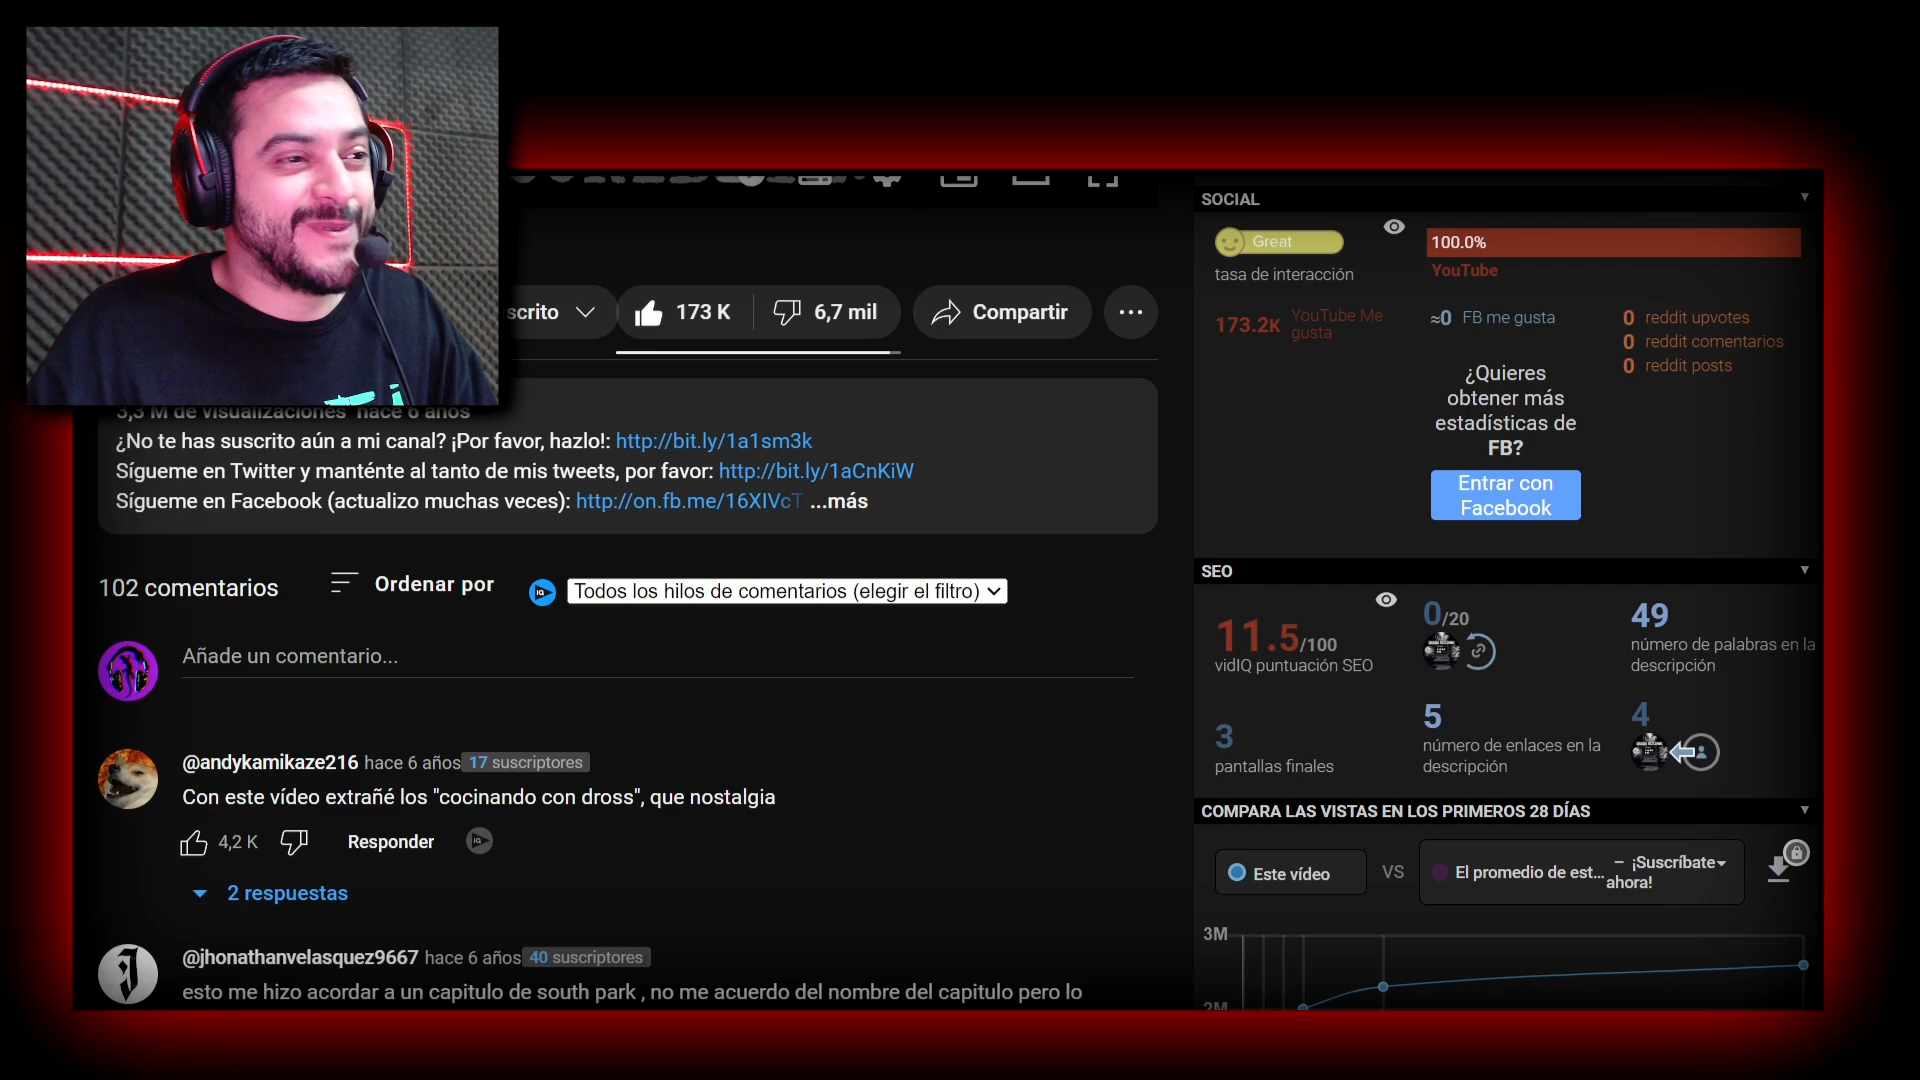 SOCIAL
Great
tasa de interacción
100.0%
YouTube
173.2K YouTube Me gusta
≈0 FB me gusta
0 reddit upvotes
0 reddit comentarios
0 reddit posts
¿Quieres
obtener más
estadísticas de
FB?
Entrar con
Facebook
scrito
173 K
6,7 mil
Compartir
3,3 M de visualizaciones hace 6 años
¿No te has suscrito aún a mi canal? ¡Por favor, hazlo!: http://bit.ly/1a1sm3k
Sígueme en Twitter y manténte al tanto de mis tweets, por favor: http://bit.ly/1aCnKiW
Sígueme en Facebook (actualizo muchas veces): http://on.fb.me/16XIVcT ...más
102 comentarios
Ordenar por
Todos los hilos de comentarios (elegir el filtro)
Añade un comentario...
@andykamikaze216 hace 6 años 17 suscriptores
Con este vídeo extrañé los "cocinando con dross", que nostalgia
4,2 K
Responder
2 respuestas
@jhonathanvelasquez9667 hace 6 años 40 suscriptores
esto me hizo acordar a un capitulo de south park , no me acuerdo del nombre del capitulo pero lo
SEO
11.5/100
vidIQ puntuación SEO
0/20
49
número de palabras en la
descripción
3
pantallas finales
5
número de enlaces en la
descripción
4
COMPARA LAS VISTAS EN LOS PRIMEROS 28 DÍAS
Este vídeo
VS
El promedio de est...
– ¡Suscríbate
ahora!
3M
2M